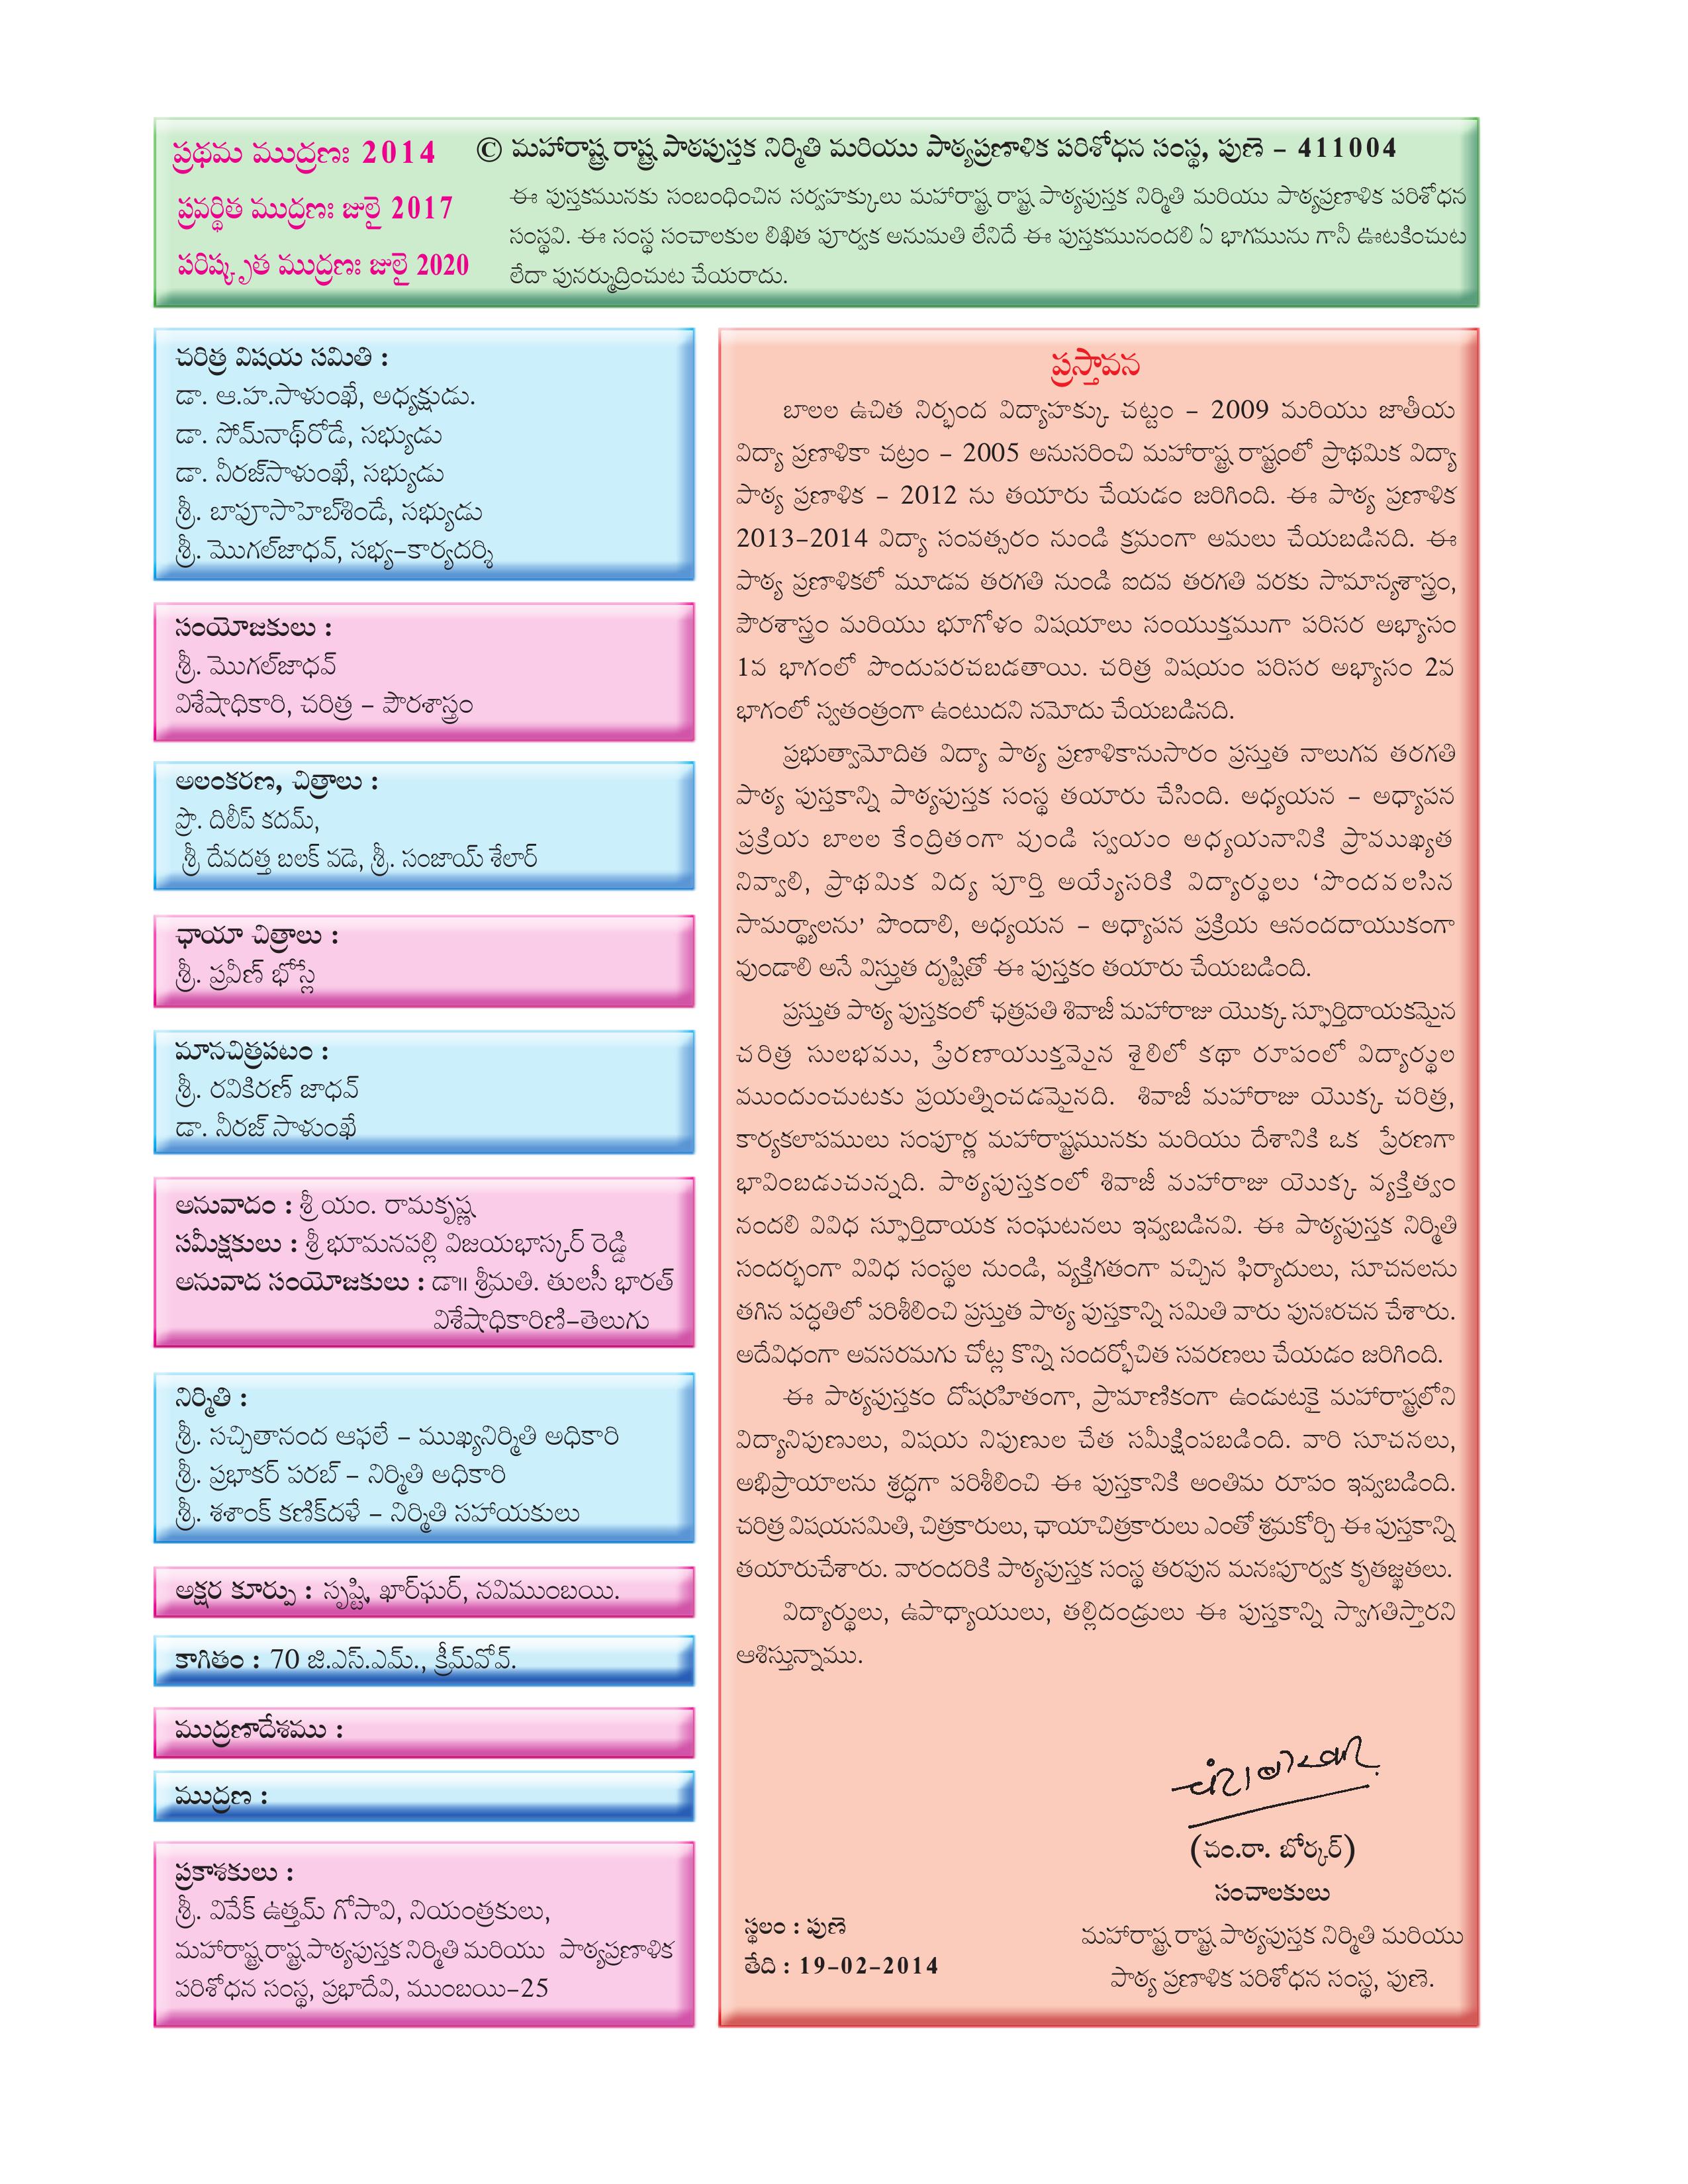 ప్రథమ ముద్రణః 2014
ప్రవర్థిత ముద్రణః జులై 2017
పరిష్కృత ముద్రణః జులై 2020
© మహారాష్ట్ర రాష్ట్ర పాఠపుస్తక నిర్మితి మరియు పాఠ్యప్రణాళిక పరిశోధన సంస్థ, పుణె – 411004
ఈ పుస్తకమునకు సంబంధించిన సర్వహక్కులు మహారాష్ట్ర రాష్ట్ర పాఠ్యపుస్తక నిర్మితి మరియు పాఠ్యప్రణాళిక పరిశోధన
సంస్థవి. ఈ సంస్థ సంచాలకుల లిఖిత పూర్వక అనుమతి లేనిదే ఈ పుస్తకమునందలి ఏ భాగమును గానీ ఊటకించుట
లేదా పునర్ముద్రించుట చేయరాదు.
చరిత్ర విషయ సమితి :
డా. ఆ.హ.సాళుంఖే, అధ్యక్షుడు.
డా. సోమ్‌నాథ్‌రోడే, సభ్యుడు
డా. నీరజ్‌సాళుంఖే, సభ్యుడు
శ్రీ. బాపూసాహెబ్‌శిండే, సభ్యుడు
శ్రీ. మొగల్‌జాధవ్, సభ్య–కార్యదర్శి
సంయోజకులు :
శ్రీ. మొగల్‌జాధవ్
విశేషాధికారి, చరిత్ర – పౌరశాస్త్రం
అలంకరణ, చిత్రాలు :
ప్రొ. దిలీప్ కదమ్,
శ్రీ దేవదత్త బలక్ వడె, శ్రీ. సంజాయ్ శేలార్
ఛాయా చిత్రాలు :
శ్రీ. ప్రవీణ్ భోస్లే
మానచిత్రపటం :
శ్రీ. రవికిరణ్ జాధవ్
డా. నీరజ్ సాళుంఖే
అనువాదం : శ్రీ యం. రామకృష్ణ
సమీక్షకులు : శ్రీ భూమనపల్లి విజయభాస్కర్ రెడ్డి
అనువాద సంయోజకులు : డా॥ శ్రీమతి. తులసీ భారత్
విశేషాధికారిణి–తెలుగు
నిర్మితి :
శ్రీ. సచ్చితానంద ఆఫలే – ముఖ్యనిర్మితి అధికారి
శ్రీ. ప్రభాకర్ పరబ్ – నిర్మితి అధికారి
శ్రీ. శశాంక్ కణిక్‌దళే – నిర్మితి సహాయకులు
అక్షర కూర్పు : సృష్టి, ఖార్‌ఘర్, నవిముంబయి.
కాగితం : 70 జి.ఎస్.ఎమ్., క్రీమ్‌వోవ్.
ముద్రణాదేశము :
ముద్రణ :
ప్రకాశకులు :
శ్రీ. వివేక్ ఉత్తమ్ గోసావి, నియంత్రకులు,
మహారాష్ట్ర రాష్ట్ర పాఠ్యపుస్తక నిర్మితి మరియు పాఠ్యప్రణాళిక
పరిశోధన సంస్థ, ప్రభాదేవి, ముంబయి–25
ప్రస్తావన
బాలల ఉచిత నిర్భంద విద్యాహక్కు చట్టం – 2009 మరియు జాతీయ
విద్యా ప్రణాళికా చట్రం – 2005 అనుసరించి మహారాష్ట్ర రాష్ట్రంలో ప్రాథమిక విద్యా
పాఠ్య ప్రణాళిక – 2012 ను తయారు చేయడం జరిగింది. ఈ పాఠ్య ప్రణాళిక
2013–2014 విద్యా సంవత్సరం నుండి క్రమంగా అమలు చేయబడినది. ఈ
పాఠ్య ప్రణాళికలో మూడవ తరగతి నుండి ఐదవ తరగతి వరకు సామాన్యశాస్త్రం,
పౌరశాస్త్రం మరియు భూగోళం విషయాలు సంయుక్తముగా పరిసర అభ్యాసం
1వ భాగంలో పొందుపరచబడతాయి. చరిత్ర విషయం పరిసర అభ్యాసం 2వ
భాగంలో స్వతంత్రంగా ఉంటుదని నమోదు చేయబడినది.
ప్రభుత్వామోదిత విద్యా పాఠ్య ప్రణాళికానుసారం ప్రస్తుత నాలుగవ తరగతి
పాఠ్య పుస్తకాన్ని పాఠ్యపుస్తక సంస్థ తయారు చేసింది. అధ్యయన – అధ్యాపన
ప్రక్రియ బాలల కేంద్రితంగా వుండి స్వయం అధ్యయనానికి ప్రాముఖ్యత
నివ్వాలి, ప్రాథమిక విద్య పూర్తి అయ్యేసరికి విద్యార్థులు ‘పొందవలసిన
సామర్థ్యాలను’ పొందాలి, అధ్యయన – అధ్యాపన ప్రక్రియ ఆనందదాయుకంగా
వుండాలి అనే విస్తృత దృష్టితో ఈ పుస్తకం తయారు చేయబడింది.
ప్రస్తుత పాఠ్య పుస్తకంలో ఛత్రపతి శివాజీ మహారాజు యొక్క స్ఫూర్తిదాయకమైన
చరిత్ర సులభము, ప్రేరణాయుక్తమైన శైలిలో కథా రూపంలో విద్యార్థుల
ముందుంచుటకు ప్రయత్నించడమైనది. శివాజీ మహారాజు యొక్క చరిత్ర,
కార్యకలాపములు సంపూర్ణ మహారాష్ట్రమునకు మరియు దేశానికి ఒక ప్రేరణగా
భావింబడుచున్నది. పాఠ్యపుస్తకంలో శివాజీ మహారాజు యొక్క వ్యక్తిత్వం
నందలి వివిధ స్ఫూర్తిదాయక సంఘటనలు ఇవ్వబడినవి. ఈ పాఠ్యపుస్తక నిర్మితి
సందర్భంగా వివిధ సంస్థల నుండి, వ్యక్తిగతంగా వచ్చిన ఫిర్యాదులు, సూచనలను
తగిన పద్ధతిలో పరిశీలించి ప్రస్తుత పాఠ్య పుస్తకాన్ని సమితి వారు పునఃరచన చేశారు.
అదేవిధంగా అవసరమగు చోట్ల కొన్ని సందర్భోచిత సవరణలు చేయడం జరిగింది.
ఈ పాఠ్యపుస్తకం దోషరహితంగా, ప్రామాణికంగా ఉండుటకై మహారాష్ట్రలోని
విద్యానిపుణులు, విషయ నిపుణుల చేత సమీక్షింపబడింది. వారి సూచనలు,
అభిప్రాయాలను శ్రద్ధగా పరిశీలించి ఈ పుస్తకానికి అంతిమ రూపం ఇవ్వబడింది.
చరిత్ర విషయసమితి, చిత్రకారులు, ఛాయాచిత్రకారులు ఎంతో శ్రమకోర్చి ఈ పుస్తకాన్ని
తయారుచేశారు. వారందరికి పాఠ్యపుస్తక సంస్థ తరపున మనఃపూర్వక కృతజ్ఞతలు.
విద్యార్థులు, ఉపాధ్యాయులు, తల్లిదండ్రులు ఈ పుస్తకాన్ని స్వాగతిస్తారని
ఆశిస్తున్నాము.
(చం.రా. బోర్కర్)
సంచాలకులు
మహారాష్ట్ర రాష్ట్ర పాఠ్యపుస్తక నిర్మితి మరియు
పాఠ్య ప్రణాళిక పరిశోధన సంస్థ, పుణె.
స్థలం : పుణె
తేది : 19–02–2014